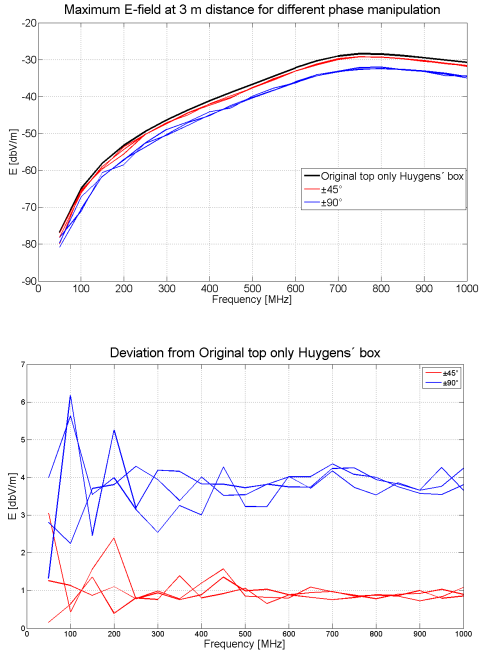 Maximum E-field at 3 m distance for different phase manipulation
-20
-30
-40
-50
-60
-70
-80
-90
E [dbV/m]
Original top only Huygens´ box
±45°
±90°
0 100 200 300 400 500 600 700 800 900 1000
Frequency [MHz]
Deviation from Original top only Huygens´ box
7
6
5
4
3
2
1
0
E [dbV/m]
±45°
±90°
0 100 200 300 400 500 600 700 800 900 1000
Frequency [MHz]